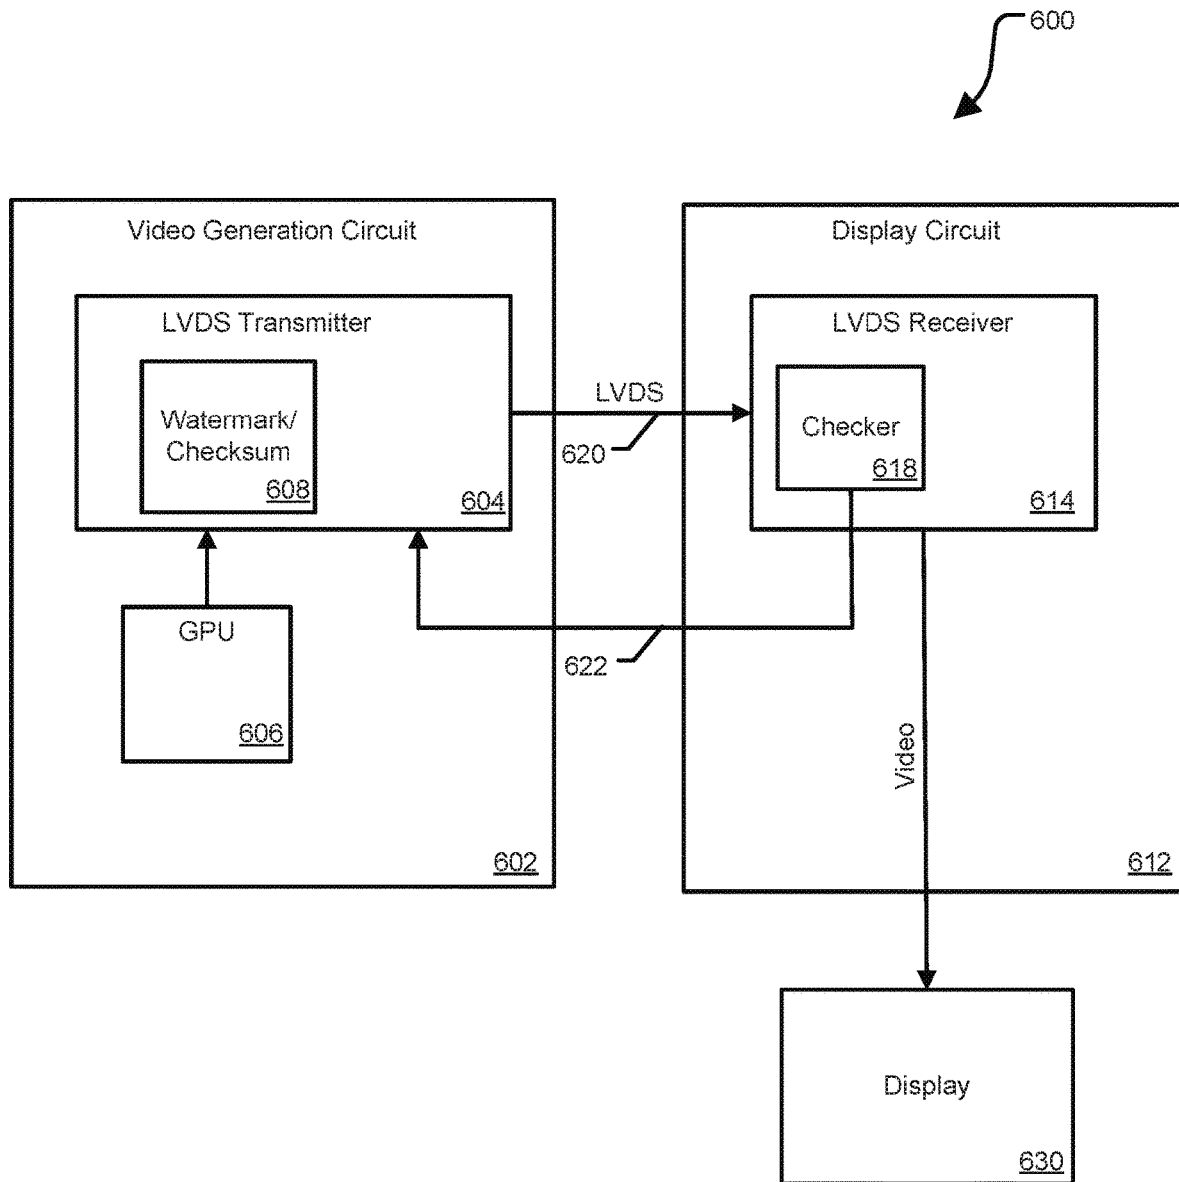 600
Video Generation Circuit
LVDS Transmitter
Watermark/
Checksum
608
604
GPU
606
602
LVDS
620
622
Display Circuit
LVDS Receiver
Checker
618
614
Video
612
Display
630